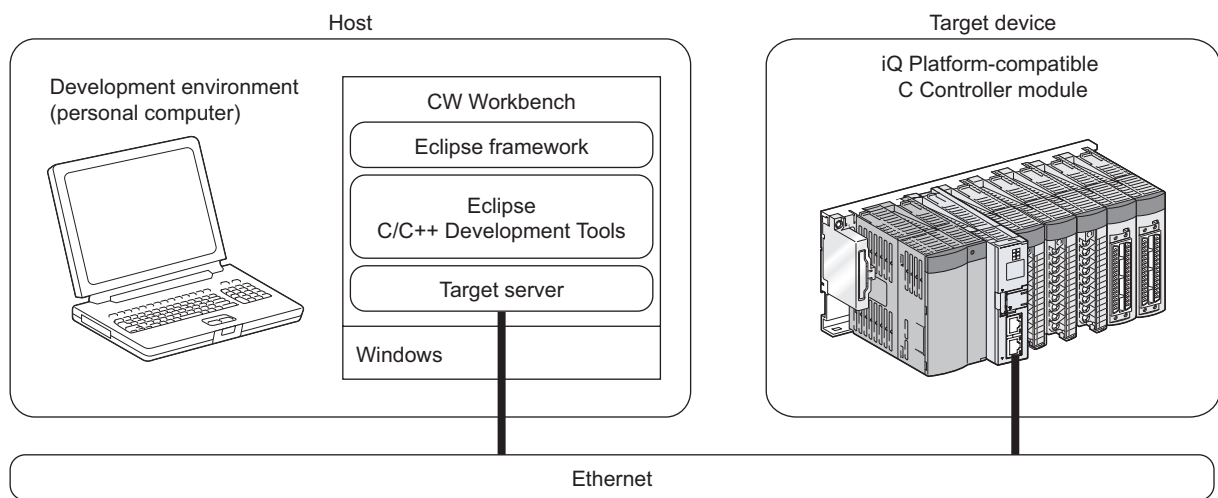 Host
Development environment
(personal computer)
CW Workbench
Eclipse framework
Eclipse
C/C++ Development Tools
Target server
Windows
Target device
iQ Platform-compatible
C Controller module
Ethernet